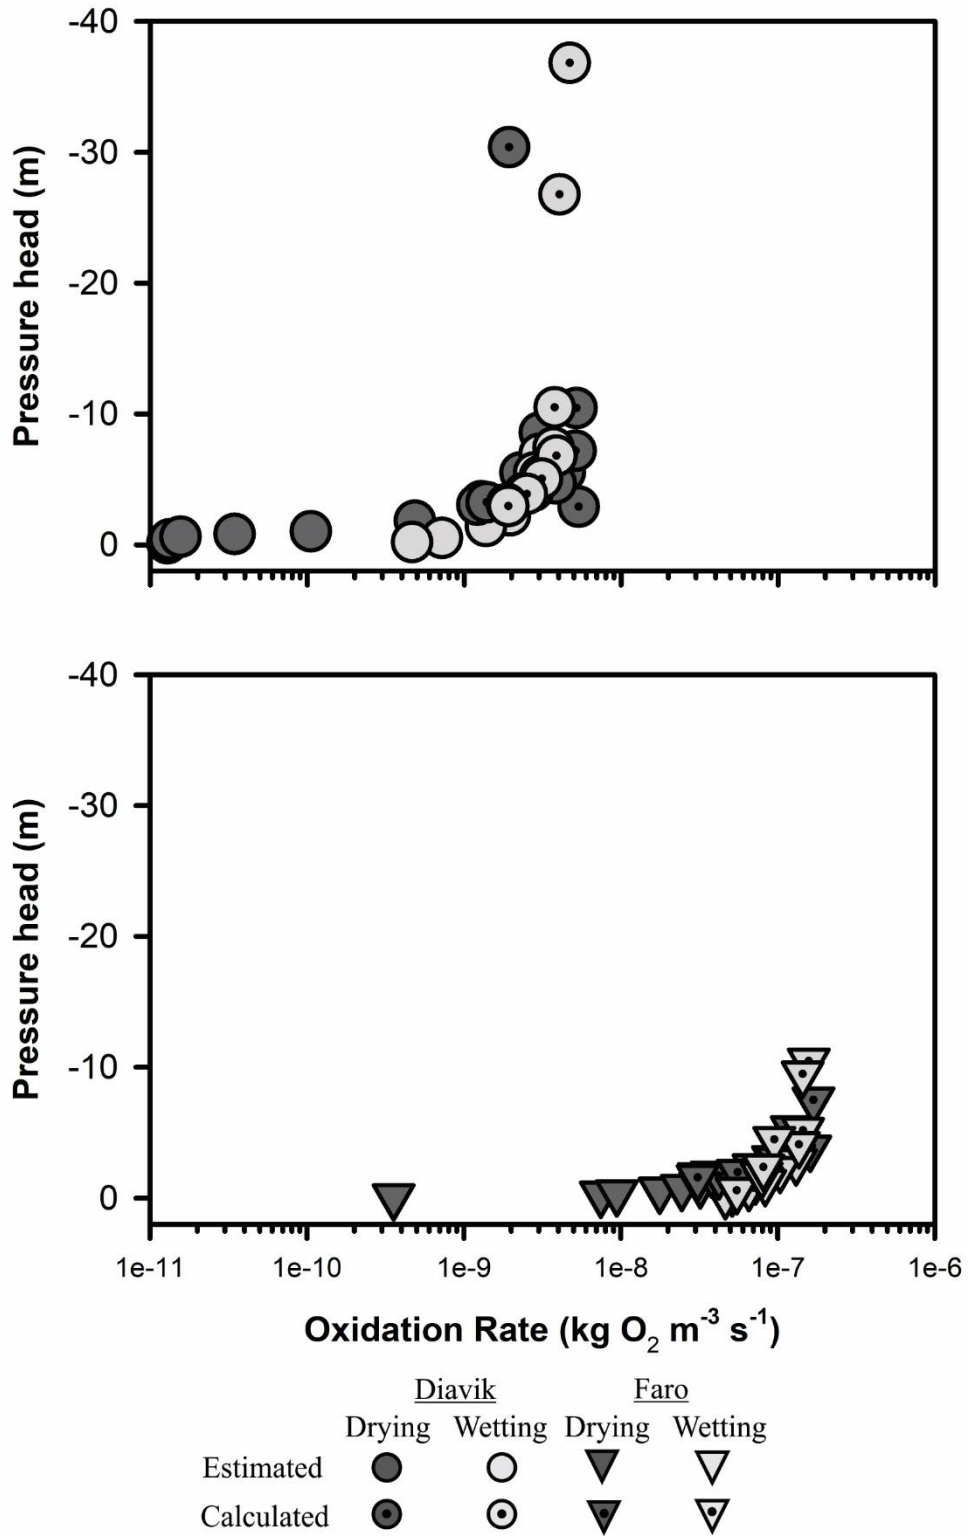 -40
-30
-20
-10
0
Pressure head (m)
-40
-30
-20
-10
0
Pressure head (m)
1e-11 1e-10 1e-9 1e-8 1e-7 1e-6
Oxidation Rate (kg O₂ m⁻³ s⁻¹)
Diavik Faro
Drying Wetting Drying Wetting
Estimated
Calculated